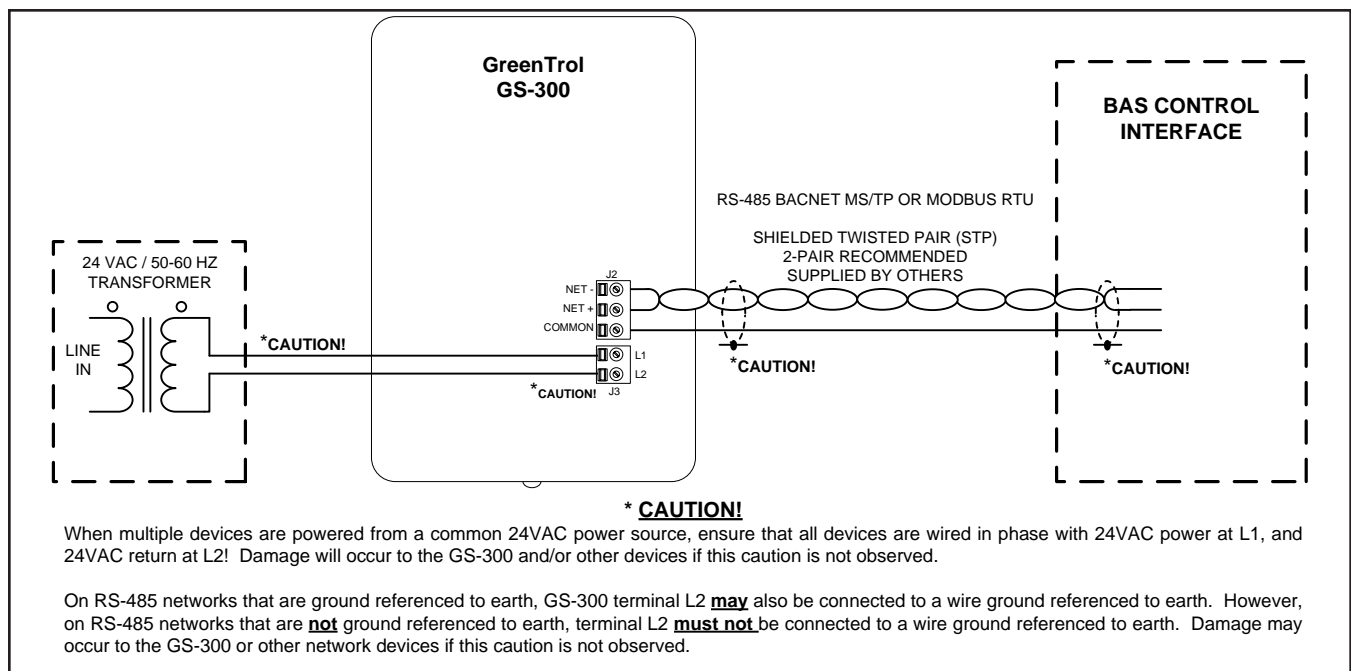 GreenTrol
GS-300
BAS CONTROL
INTERFACE
RS-485 BACNET MS/TP OR MODBUS RTU
SHIELDED TWISTED PAIR (STP)
2-PAIR RECOMMENDED
SUPPLIED BY OTHERS
24 VAC / 50-60 HZ
TRANSFORMER
LINE
IN
J2
NET -
NET +
COMMON
L1
L2
J3
*CAUTION!
*CAUTION!
*CAUTION!
*CAUTION!
* CAUTION!
When multiple devices are powered from a common 24VAC power source, ensure that all devices are wired in phase with 24VAC power at L1, and
24VAC return at L2! Damage will occur to the GS-300 and/or other devices if this caution is not observed.
On RS-485 networks that are ground referenced to earth, GS-300 terminal L2 may also be connected to a wire ground referenced to earth. However,
on RS-485 networks that are not ground referenced to earth, terminal L2 must not be connected to a wire ground referenced to earth. Damage may
occur to the GS-300 or other network devices if this caution is not observed.